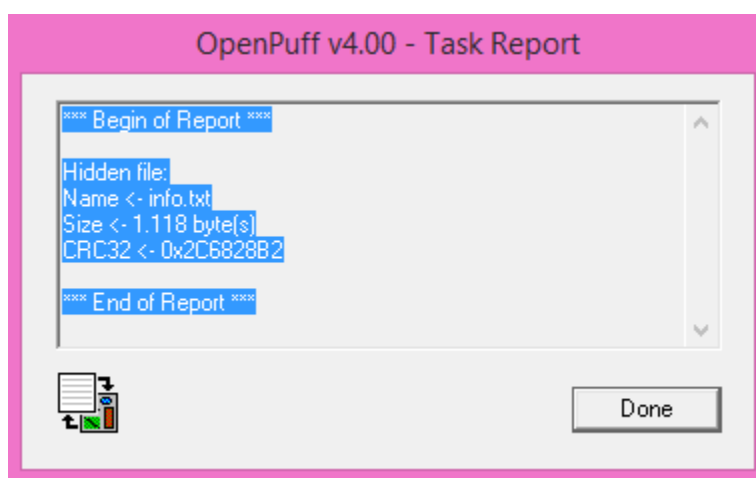 OpenPuff v4.00 - Task Report
*** Begin of Report ***
Hidden file:
Name <- info.txt
Size <- 1.118 byte(s)
CRC32 <- 0x2C6828B2
*** End of Report ***
Done